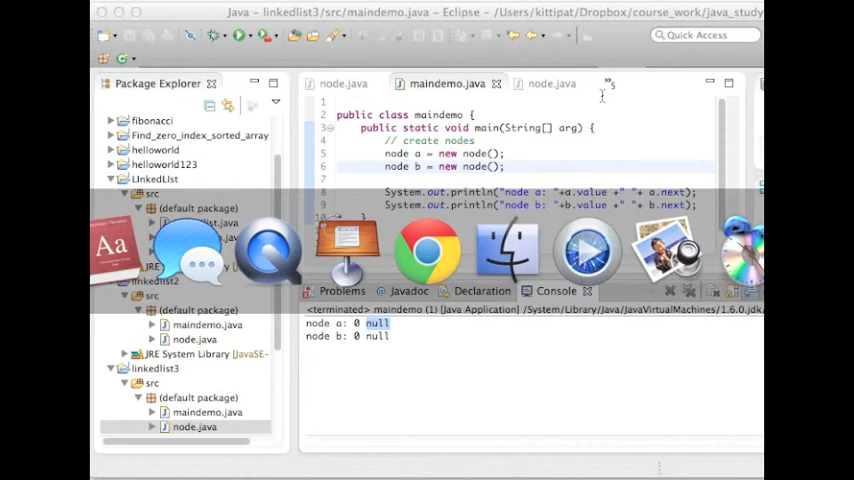 Java - linkedlist3/src/maindemo.java - Eclipse - /Users/kittipat/Dropbox/course_work/java_study
Quick Access
Package Explorer
node.java
maindemo.java
node.java
5
fibonacci
Find_zero_index_sorted_array
helloworld
helloworld123
LInkedLIst
src
(default package)
linkedlist2
src
(default package)
maindemo.java
node.java
JRE System Library [JavaSE-
linkedlist3
src
(default package)
maindemo.java
node.java
1
2 public class maindemo {
3 public static void main(String[] arg) {
4 // create nodes
5 node a = new node();
6 node b = new node();
8 System.out.println("node a: "+a.value +" "+ a.next);
9 System.out.println("node b: "+b.value +" "+ b.next);
}
Aa
Problems Javadoc Declaration Console
<terminated> maindemo (1) [Java Application] /System/Library/Java/JavaVirtualMachines/1.6.0.jdk/
node a: 0 null
node b: 0 null